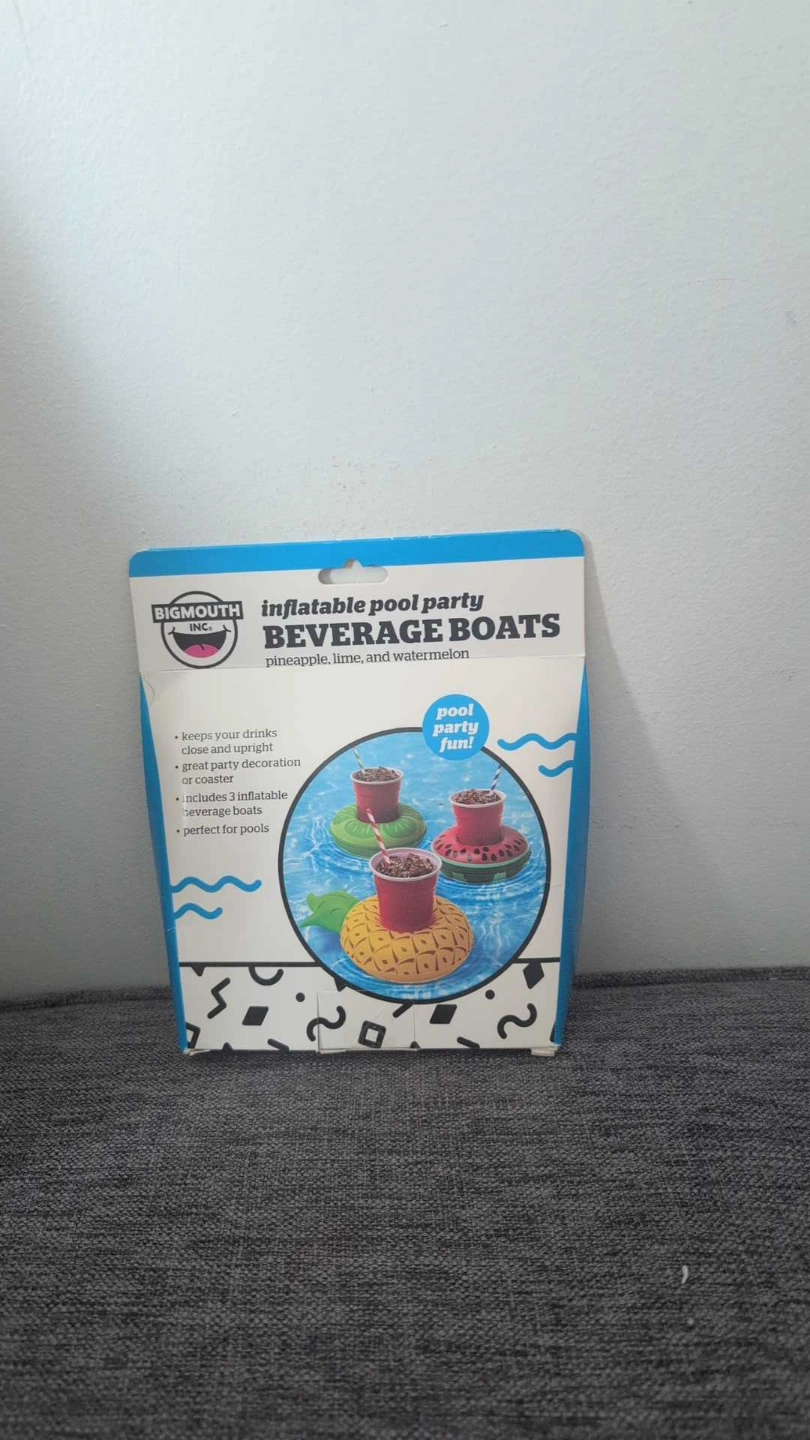 BIGMOUTH
INC.®
inflatable pool party
BEVERAGE BOATS
pineapple, lime, and watermelon
pool
party
fun!
• keeps your drinks
close and upright
• great party decoration
or coaster
• includes 3 inflatable
beverage boats
• perfect for pools